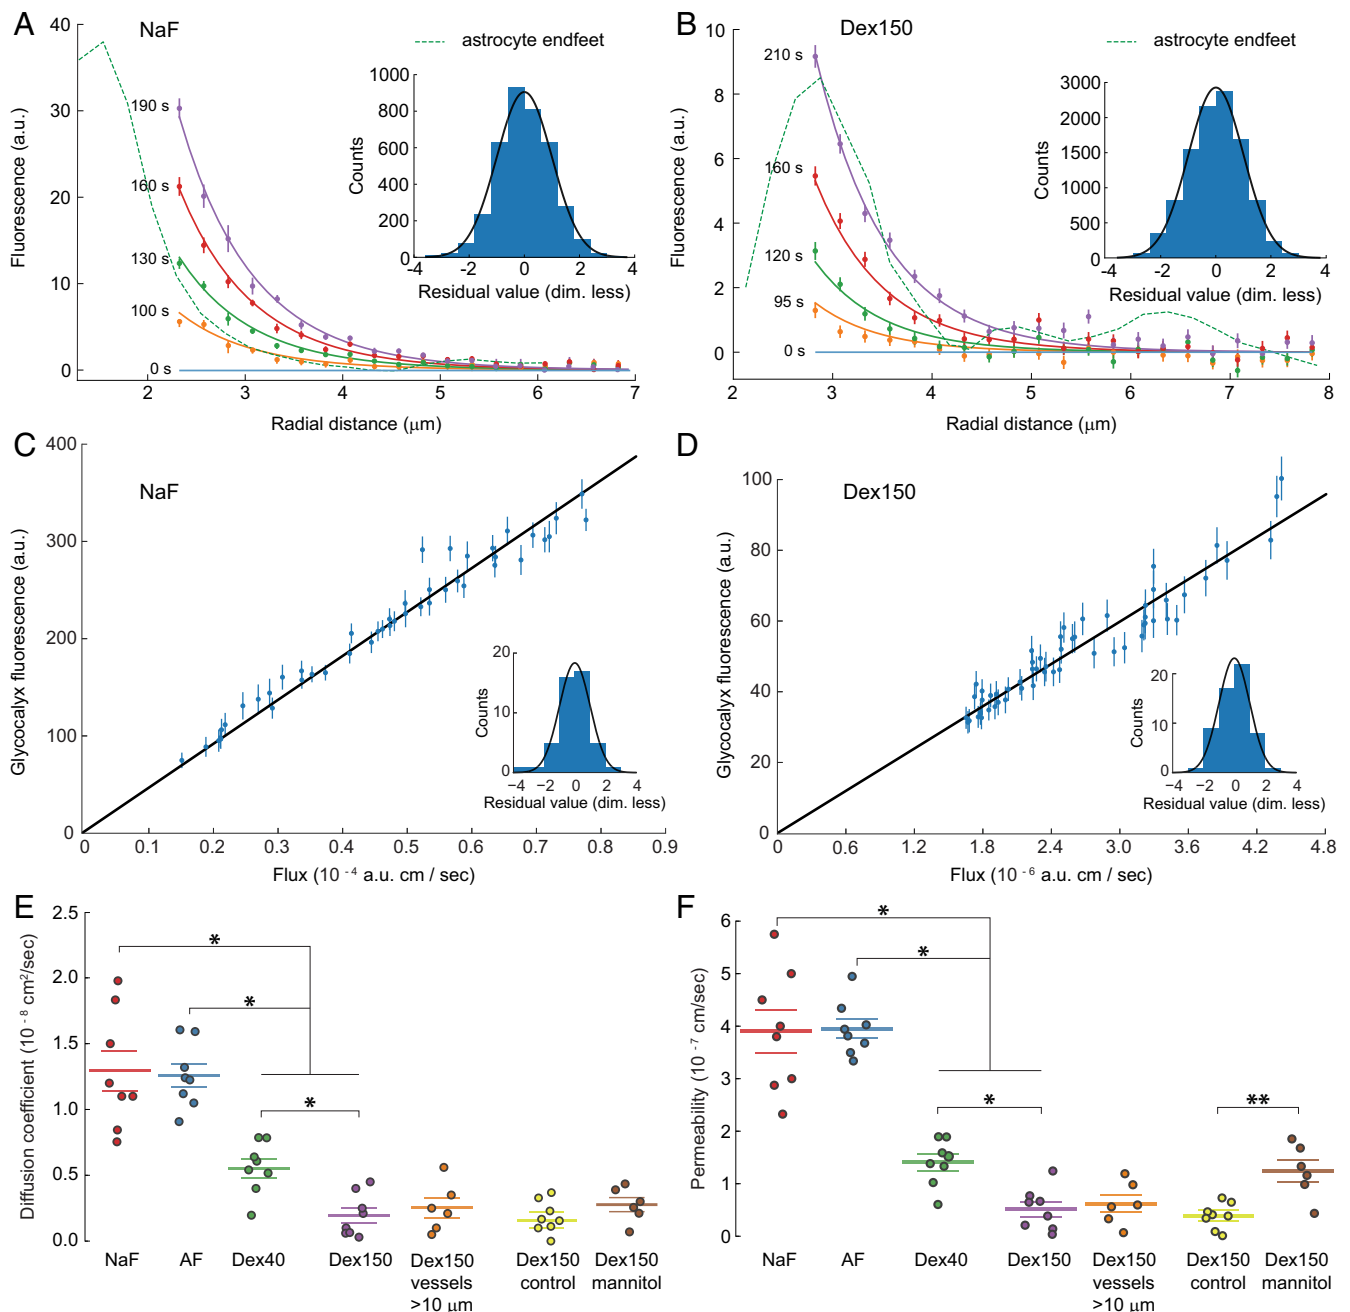 A
NaF
astrocyte endfeet
Fluorescence (a.u.)
40
30
20
10
0
190 s
160 s
130 s
100 s
0 s
2
3
4
5
6
7
Radial distance (μm)
Counts
1000
800
600
400
200
0
−4
−2
0
2
4
Residual value (dim. less)
B
Dex150
astrocyte endfeet
Fluorescence (a.u.)
10
8
6
4
2
0
210 s
160 s
120 s
95 s
0 s
2
3
4
5
6
7
8
Radial distance (μm)
Counts
3000
2500
2000
1500
1000
500
0
−4
−2
0
2
4
Residual value (dim. less)
C
NaF
Glycocalyx fluorescence (a.u.)
400
300
200
100
0
0
0.1
0.2
0.3
0.4
0.5
0.6
0.7
0.8
0.9
Flux (10 -4 a.u. cm / sec)
Counts
20
10
0
−4
−2
0
2
4
Residual value (dim. less)
D
Dex150
Glycocalyx fluorescence (a.u.)
100
80
60
40
20
0
0
0.6
1.2
1.8
2.4
3.0
3.6
4.2
4.8
Flux (10 -6 a.u. cm / sec)
Counts
20
10
0
−4
−2
0
2
4
Residual value (dim. less)
E
Diffusion coefficient (10 -8 cm2/sec)
2.5
2.0
1.5
1.0
0.5
0.0
*
*
*
NaF
AF
Dex40
Dex150
Dex150
vessels
>10 μm
Dex150
control
Dex150
mannitol
F
Permeability (10 -7 cm/sec)
6
5
4
3
2
1
0
*
*
*
**
NaF
AF
Dex40
Dex150
Dex150
vessels
>10 μm
Dex150
control
Dex150
mannitol